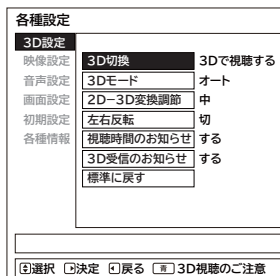 各種設定
3D設定
映像設定 3D切換 3Dで視聴する
音声設定 3Dモード オート
画面設定 2D−3D変換調節 中
初期設定 左右反転 切
各種情報 視聴時間のお知らせ する
3D受信のお知らせ する
標準に戻す
選択 決定 戻る 青 3D視聴のご注意